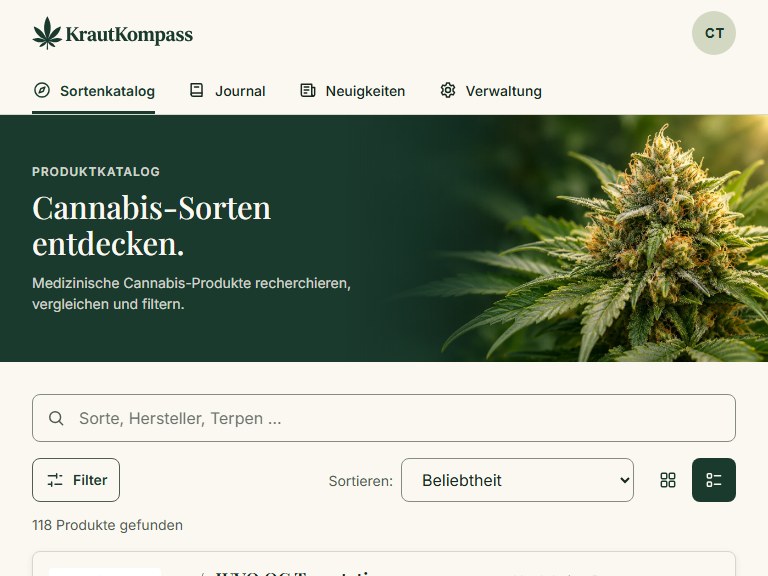 KrautKompass
CT
Sortenkatalog
Journal
Neuigkeiten
Verwaltung
PRODUKTKATALOG
Cannabis-Sorten
entdecken.
Medizinische Cannabis-Produkte recherchieren,
vergleichen und filtern.
Sorte, Hersteller, Terpen ...
Filter
Sortieren:
Beliebtheit
118 Produkte gefunden